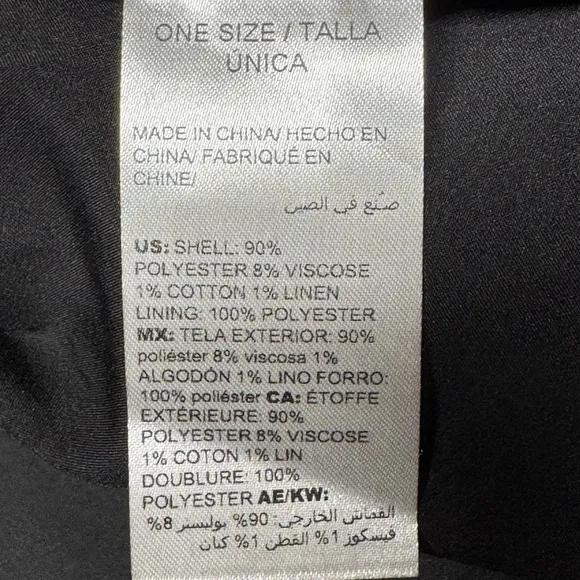 ONE SIZE / TALLA
ÚNICA
MADE IN CHINA/ HECHO EN
CHINA/ FABRIQUÉ EN
CHINE/
صنّع في الصين
US: SHELL: 90%
POLYESTER 8% VISCOSE
1% COTTON 1% LINEN
LINING: 100% POLYESTER
MX: TELA EXTERIOR: 90%
poliéster 8% viscosa 1%
ALGODÓN 1% LINO FORRO:
100% poliéster CA: ÉTOFFE
EXTÉRIEURE: 90%
POLYESTER 8% VISCOSE
1% COTON 1% LIN
DOUBLURE: 100%
POLYESTER AE/KW:
القماش الخارجي: 90% بوليستر 8%
فيسكوز 1% القطن 1% كتان